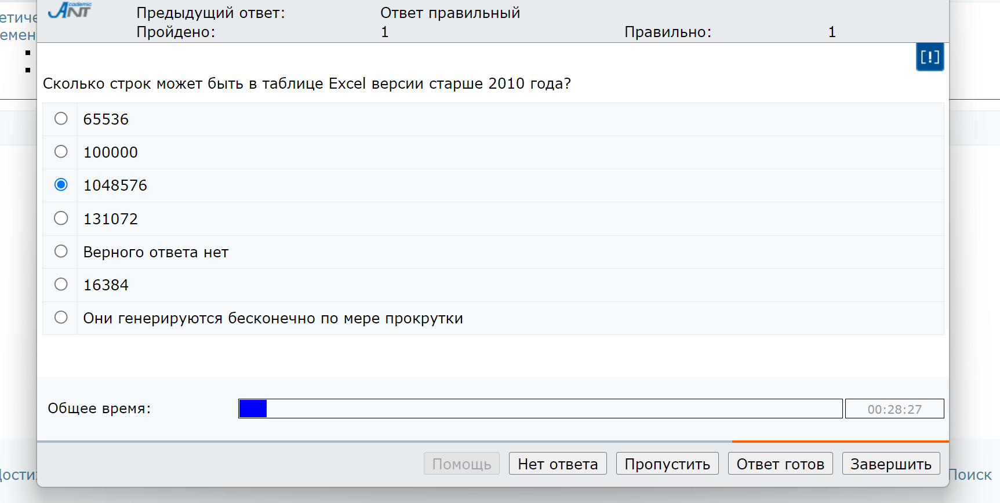 Academic
ANT
Предыдущий ответ: Ответ правильный
Пройдено: 1 Правильно: 1
етиче
емен
[!]
Сколько строк может быть в таблице Excel версии старше 2010 года?
65536
100000
1048576
131072
Верного ответа нет
16384
Они генерируются бесконечно по мере прокрутки
Общее время: 00:28:27
Помощь Нет ответа Пропустить Ответ готов Завершить
Поиск